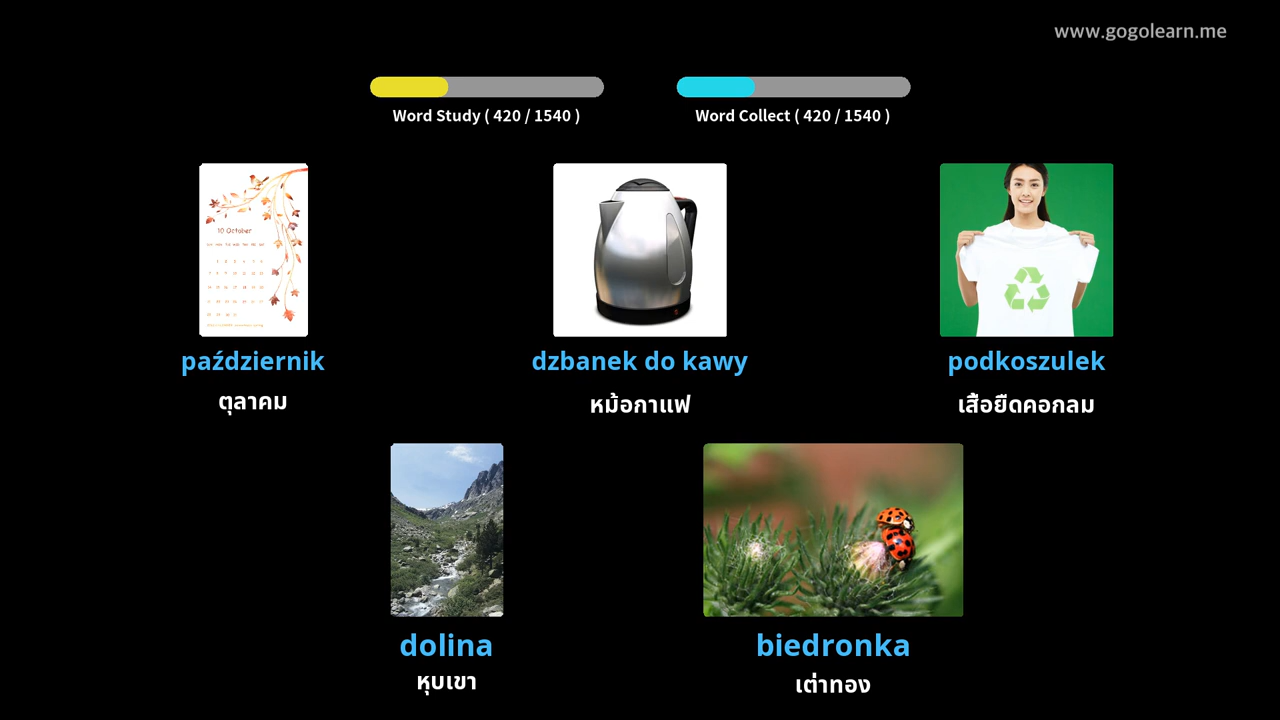 www.gogolearn.me
Word Study ( 420 / 1540 )
Word Collect ( 420 / 1540 )
10 October
październik
dzbanek do kawy
podkoszulek
ตุลาคม
หม้อกาแฟ
เสื้อยืดคอกลม
dolina
biedronka
หุบเขา
เต่าทอง